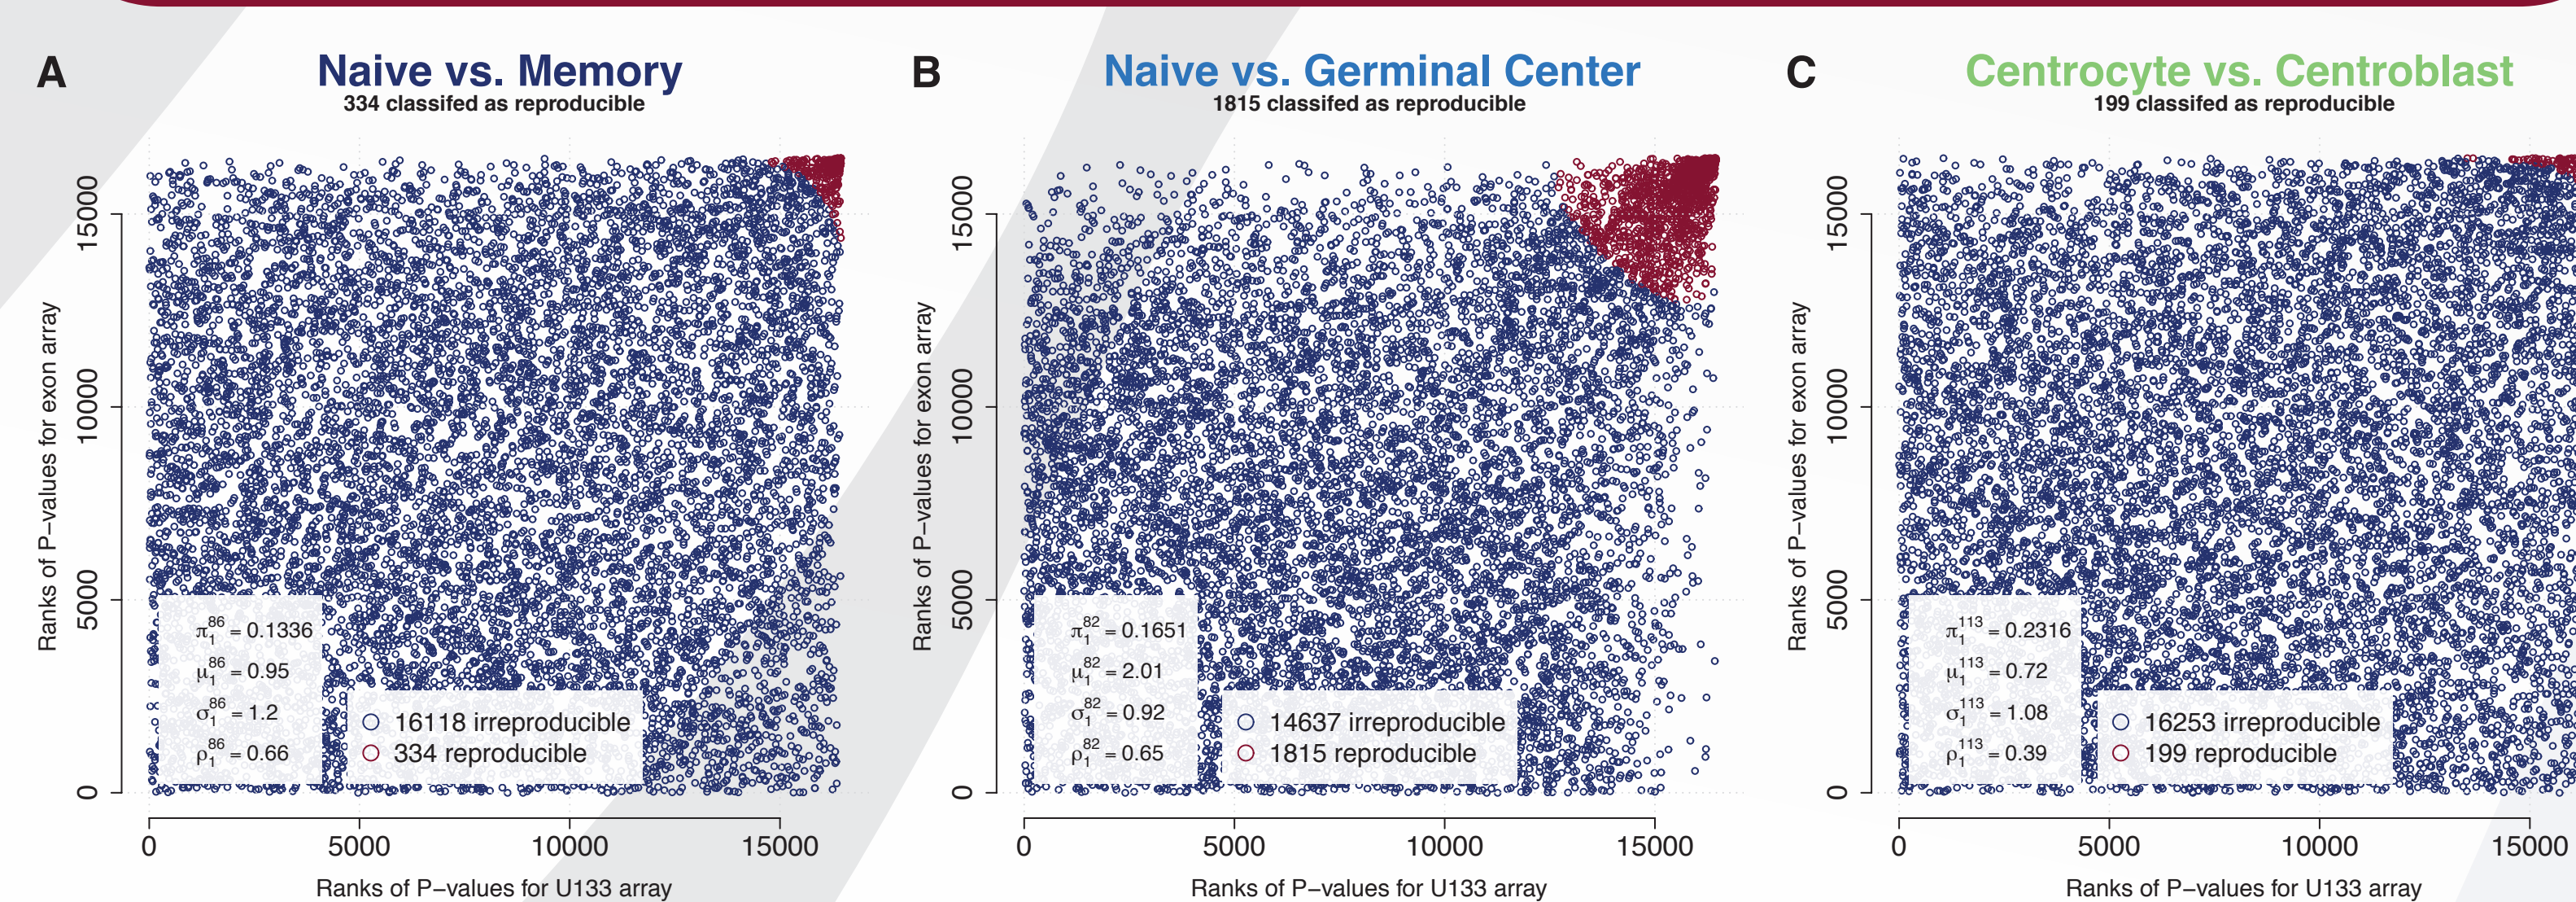 A
Naive vs. Memory
334 classifed as reproducible
Ranks of P−values for exon array
15000
10000
5000
0
π₁⁸⁶ = 0.1336
μ₁⁸⁶ = 0.95
σ₁⁸⁶ = 1.2
ρ₁⁸⁶ = 0.66
16118 irreproducible
334 reproducible
0 5000 10000 15000
Ranks of P−values for U133 array
B
Naive vs. Germinal Center
1815 classifed as reproducible
Ranks of P−values for exon array
15000
10000
5000
0
π₁⁸² = 0.1651
μ₁⁸² = 2.01
σ₁⁸² = 0.92
ρ₁⁸² = 0.65
14637 irreproducible
1815 reproducible
0 5000 10000 15000
Ranks of P−values for U133 array
C
Centrocyte vs. Centroblast
199 classifed as reproducible
Ranks of P−values for exon array
15000
10000
5000
0
π₁¹¹³ = 0.2316
μ₁¹¹³ = 0.72
σ₁¹¹³ = 1.08
ρ₁¹¹³ = 0.39
16253 irreproducible
199 reproducible
0 5000 10000 15000
Ranks of P−values for U133 array